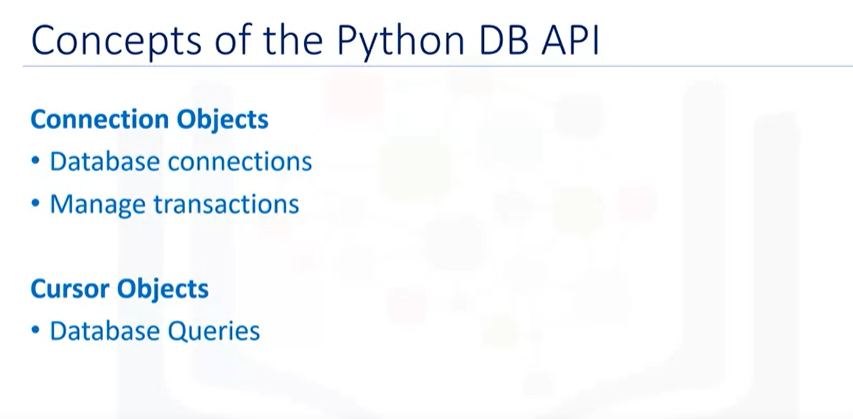 Concepts of the Python DB API
Connection Objects
• Database connections
• Manage transactions
Cursor Objects
• Database Queries